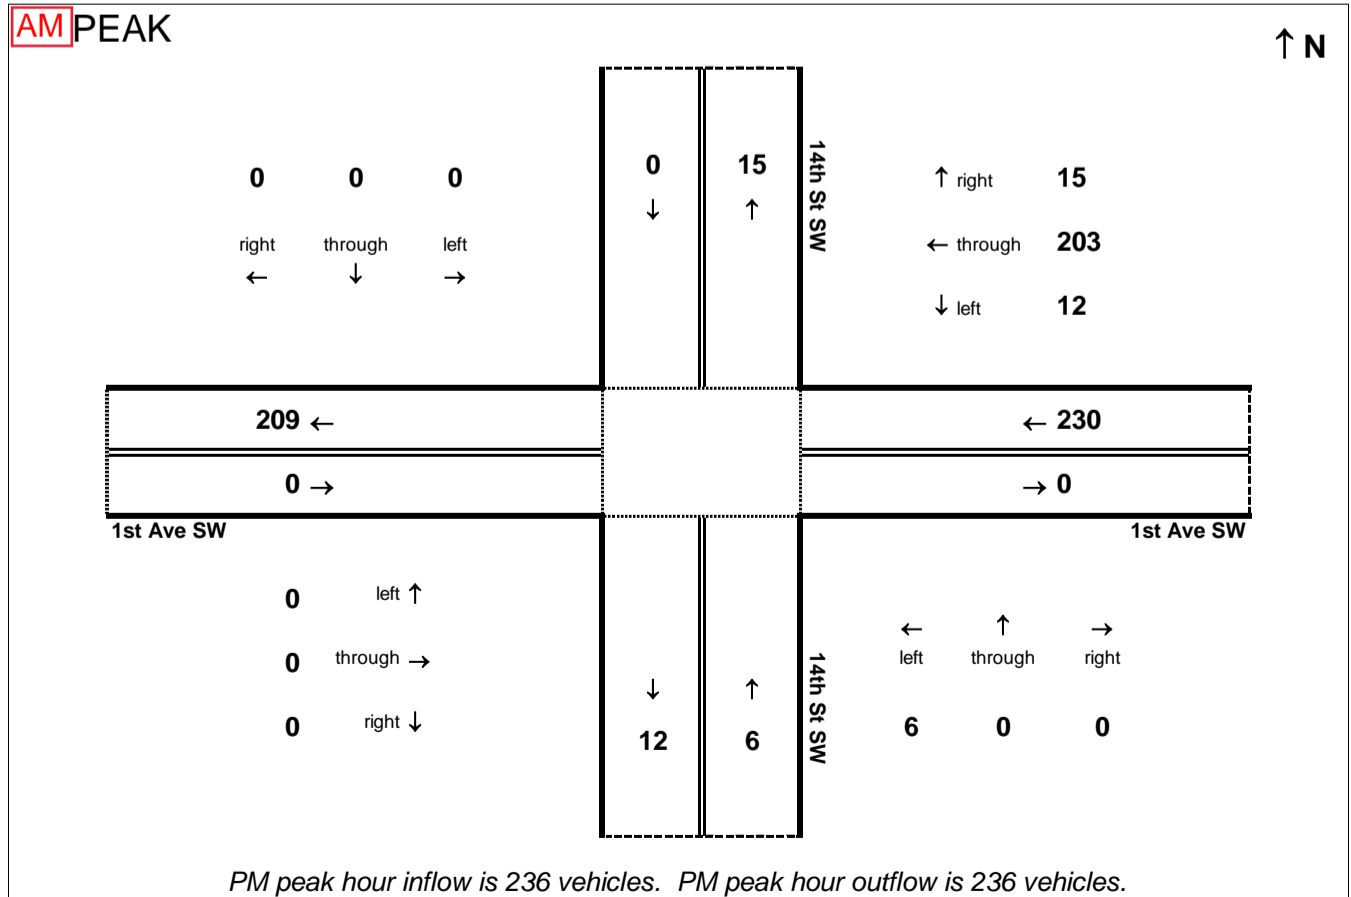 AM PEAK
↑ N
0 15
↓ ↑
14th St SW
0 0 0
right through left
← ↓ →
↑ right 15
← through 203
↓ left 12
209 ←
← 230
0 →
→ 0
1st Ave SW
1st Ave SW
0 left ↑
0 through →
0 right ↓
↓ ↑
12 6
14th St SW
← ↑ →
left through right
6 0 0
PM peak hour inflow is 236 vehicles. PM peak hour outflow is 236 vehicles.